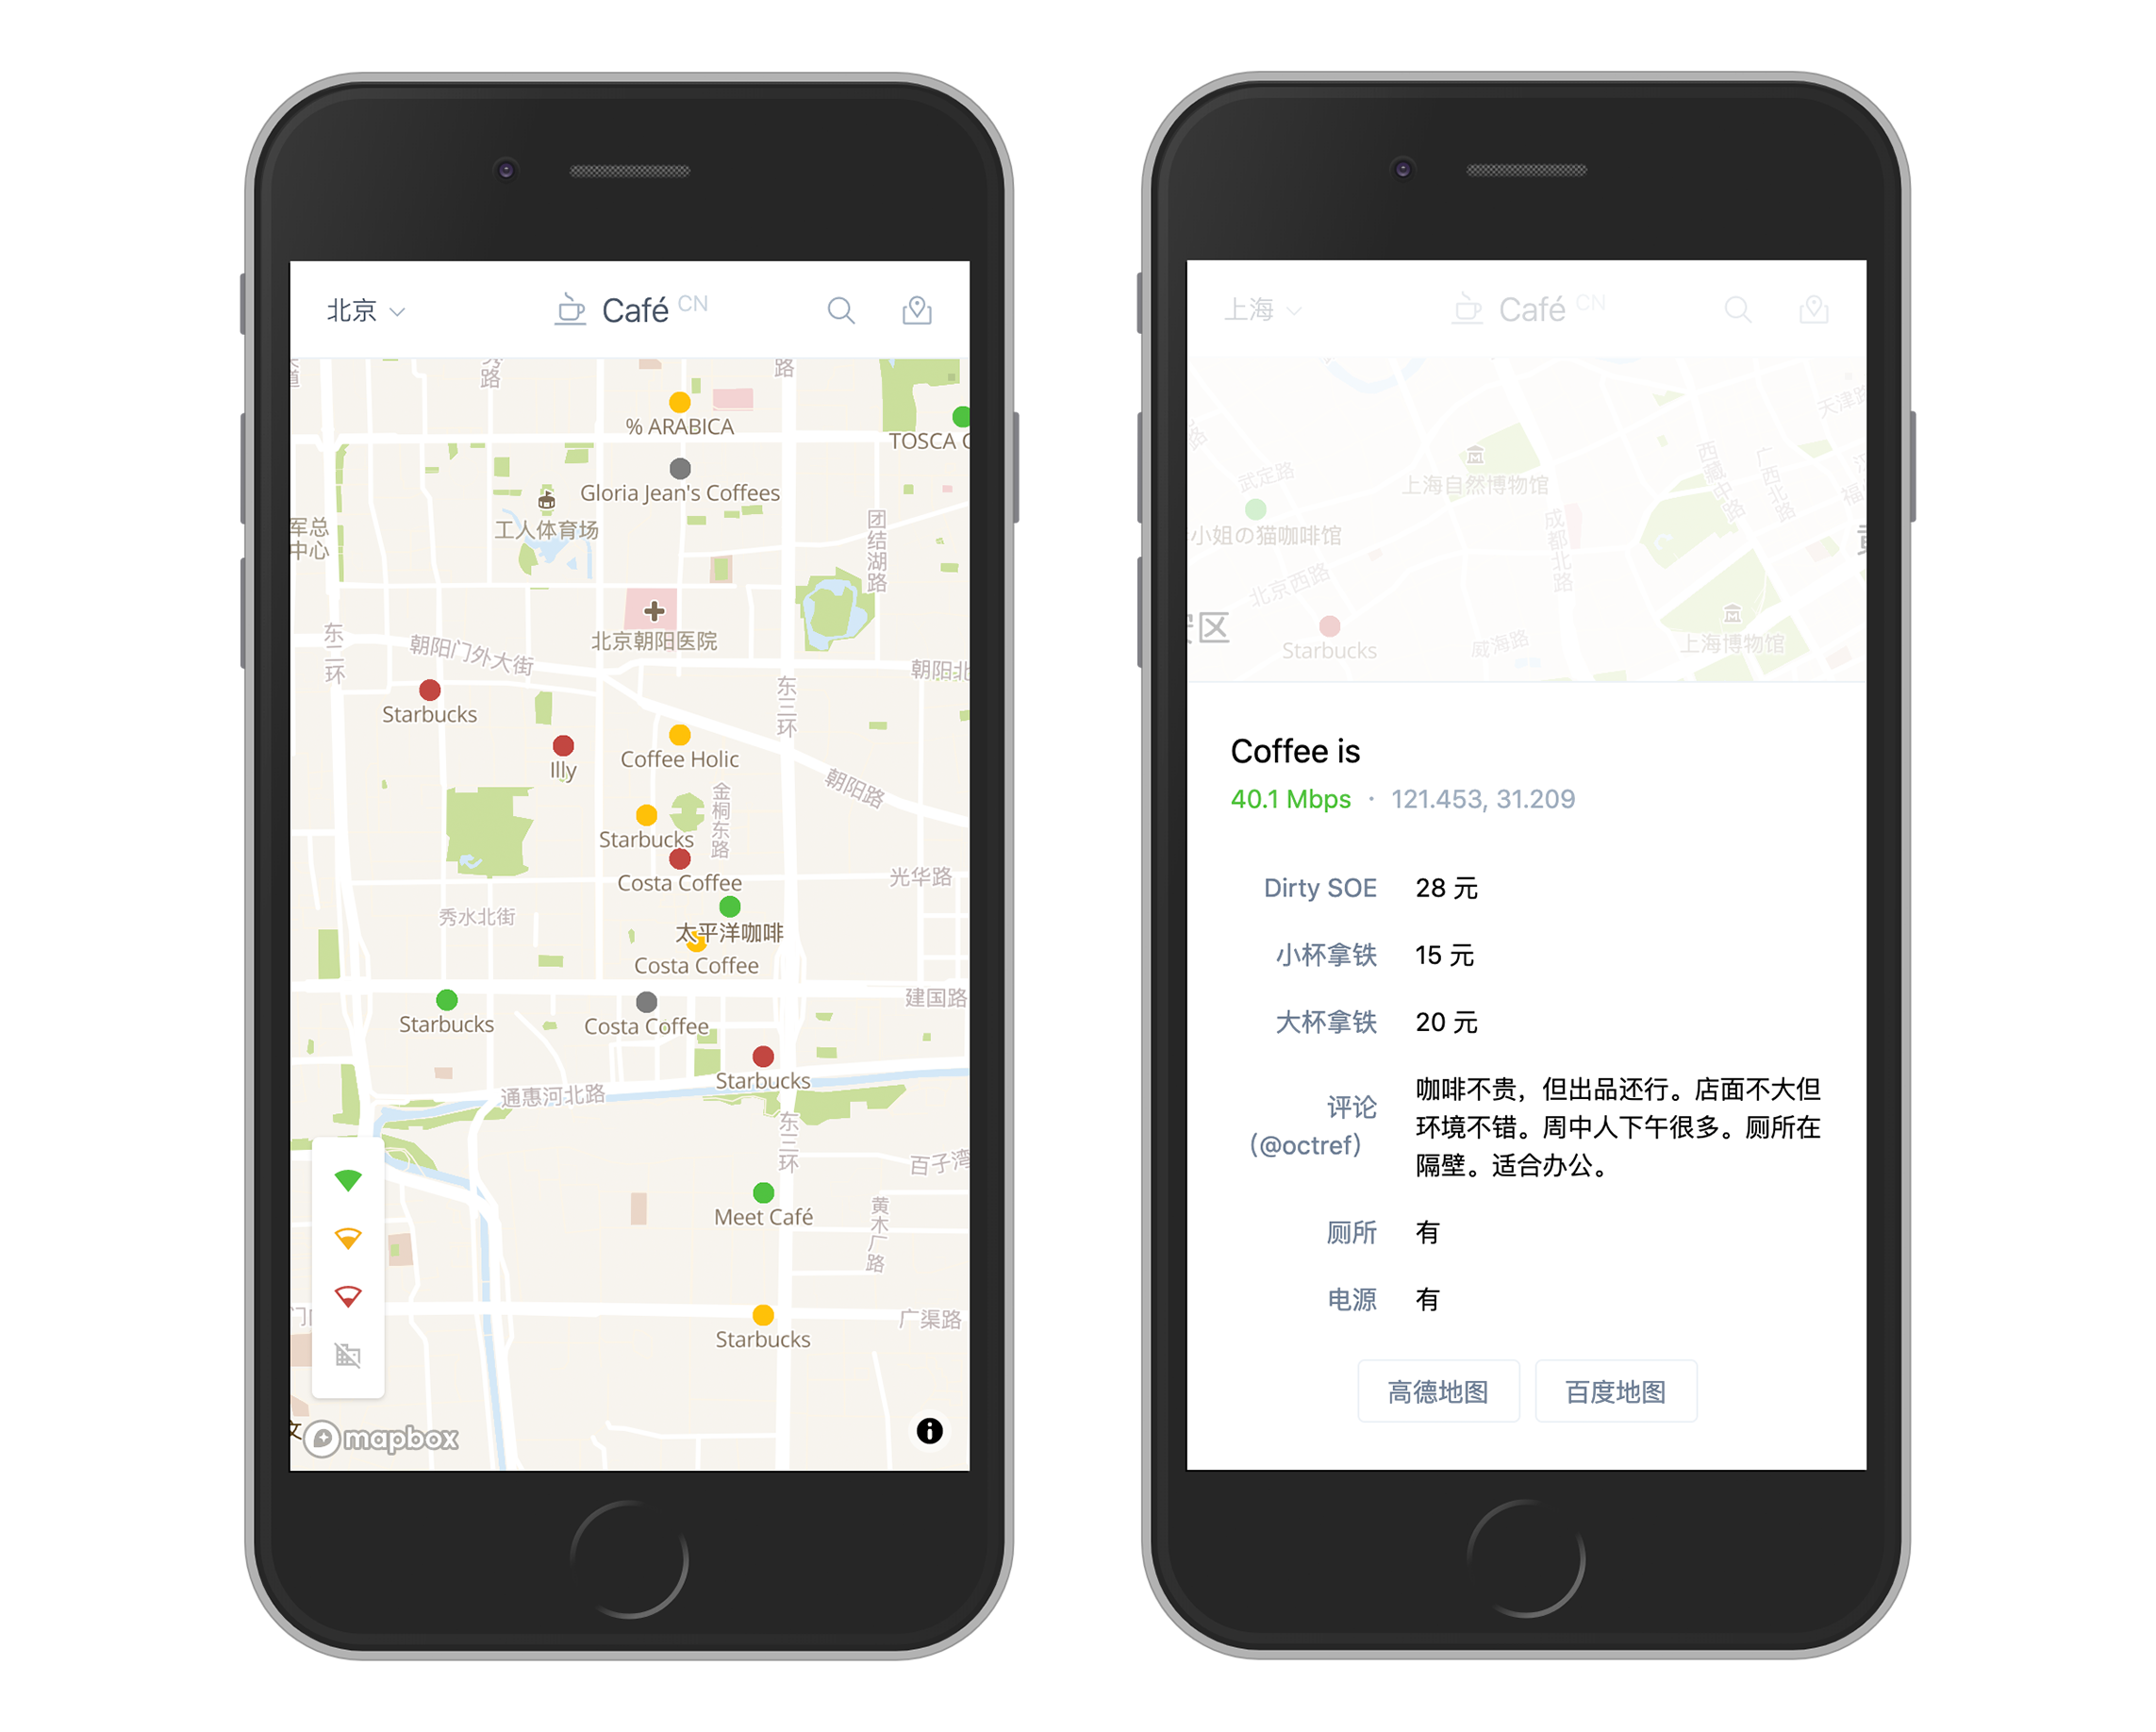 北京
Café CN
路
秀路
道
% ARABICA
TOSCA C
Gloria Jean's Coffees
工人体育场
军总
中心
团结湖路
北京朝阳医院
东二环
朝阳门外大街
朝阳北
东三环
Starbucks
Illy
Coffee Holic
朝阳路
金桐东路
Starbucks
Costa Coffee
光华路
秀水北街
太平洋咖啡
Costa Coffee
建国路
Starbucks
Costa Coffee
Starbucks
通惠河北路
东三环
百子湾
Meet Café
黄木厂路
广渠路
Starbucks
mapbox
上海
Café CN
天津路
武定路
上海自然博物馆
西藏中路
广西北路
小姐の猫咖啡馆
成都北路
北京西路
区
Starbucks
威海路
上海博物馆
Coffee is
40.1 Mbps · 121.453, 31.209
Dirty SOE 28 元
小杯拿铁 15 元
大杯拿铁 20 元
评论
（@octref）
咖啡不贵，但出品还行。店面不大但
环境不错。周中人下午很多。厕所在
隔壁。适合办公。
厕所 有
电源 有
高德地图 百度地图